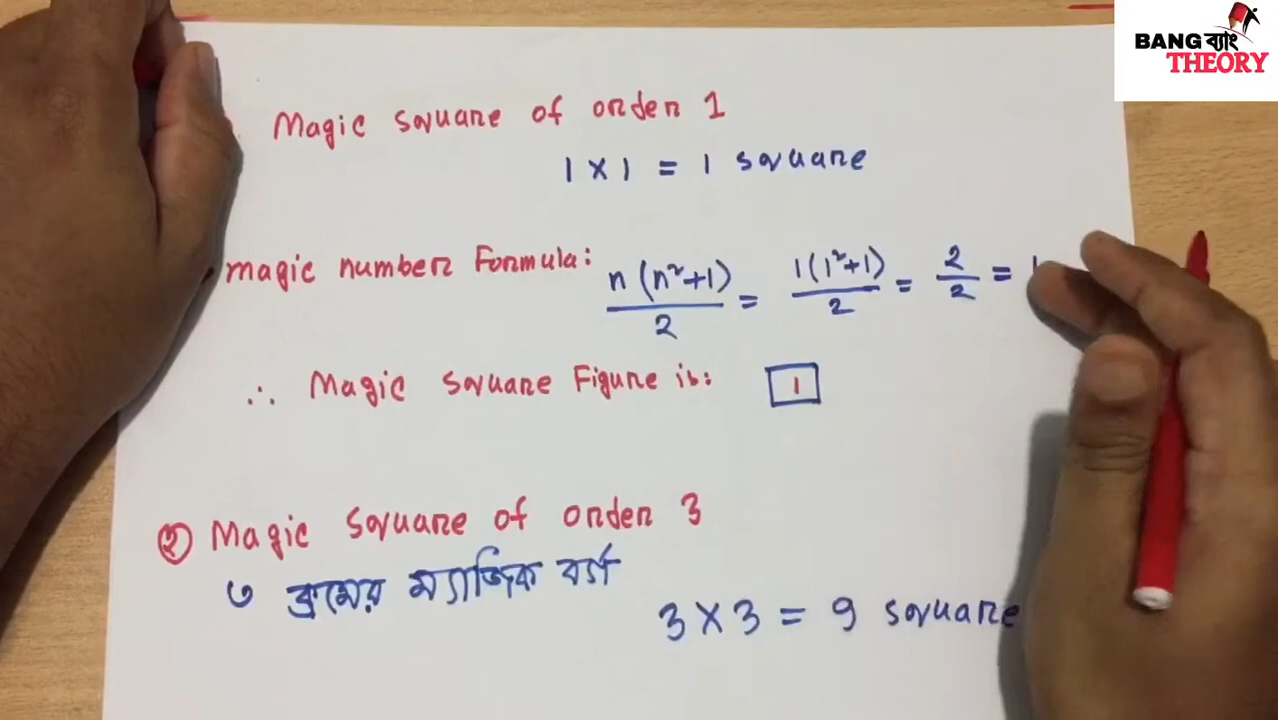 BANG ব্যাং
THEORY
Magic square of order 1
1 × 1 = 1 square
magic number Formula: n(n²+1)/2 = 1(1²+1)/2 = 2/2 = 1
∴ Magic square Figure is: 1
২ Magic Square of order 3
৩ ক্রমের ম্যাজিক বর্গ
3 × 3 = 9 square